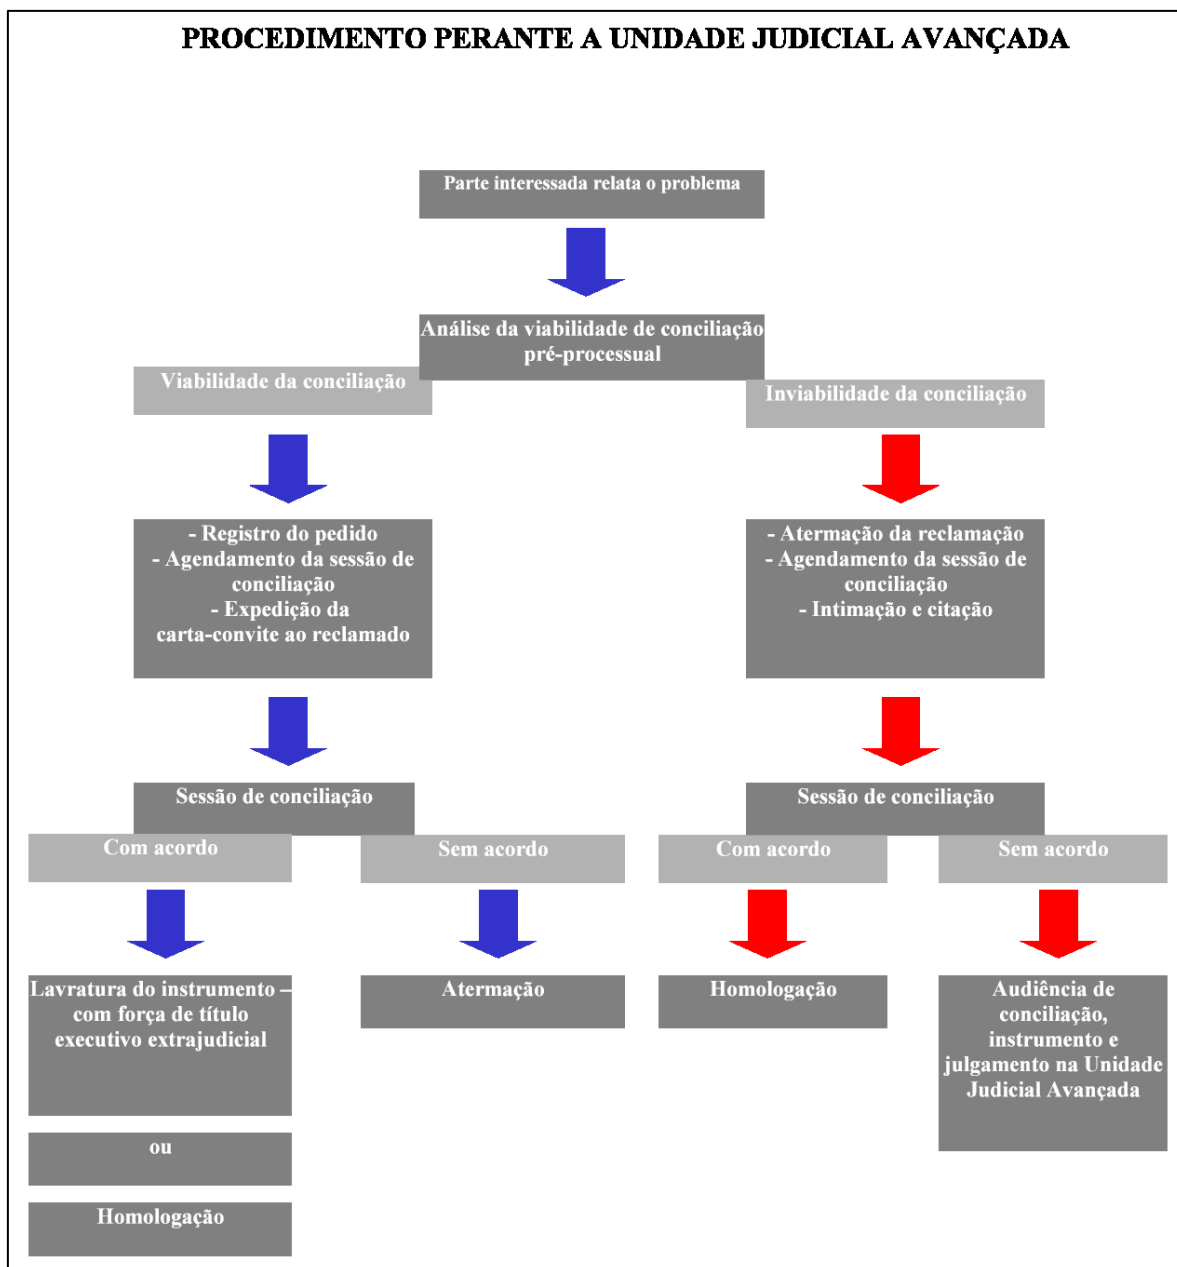 PROCEDIMENTO PERANTE A UNIDADE JUDICIAL AVANÇADA
Parte interessada relata o problema
Análise da viabilidade de conciliação
pré-processual
Viabilidade da conciliação
Inviabilidade da conciliação
- Registro do pedido
- Agendamento da sessão de
conciliação
- Expedição da
carta-convite ao reclamado
- Atermação da reclamação
- Agendamento da sessão de
conciliação
- Intimação e citação
Sessão de conciliação
Sessão de conciliação
Com acordo
Sem acordo
Com acordo
Sem acordo
Lavratura do instrumento –
com força de título
executivo extrajudicial
Atermação
Homologação
Audiência de
conciliação,
instrumento e
julgamento na Unidade
Judicial Avançada
ou
Homologação